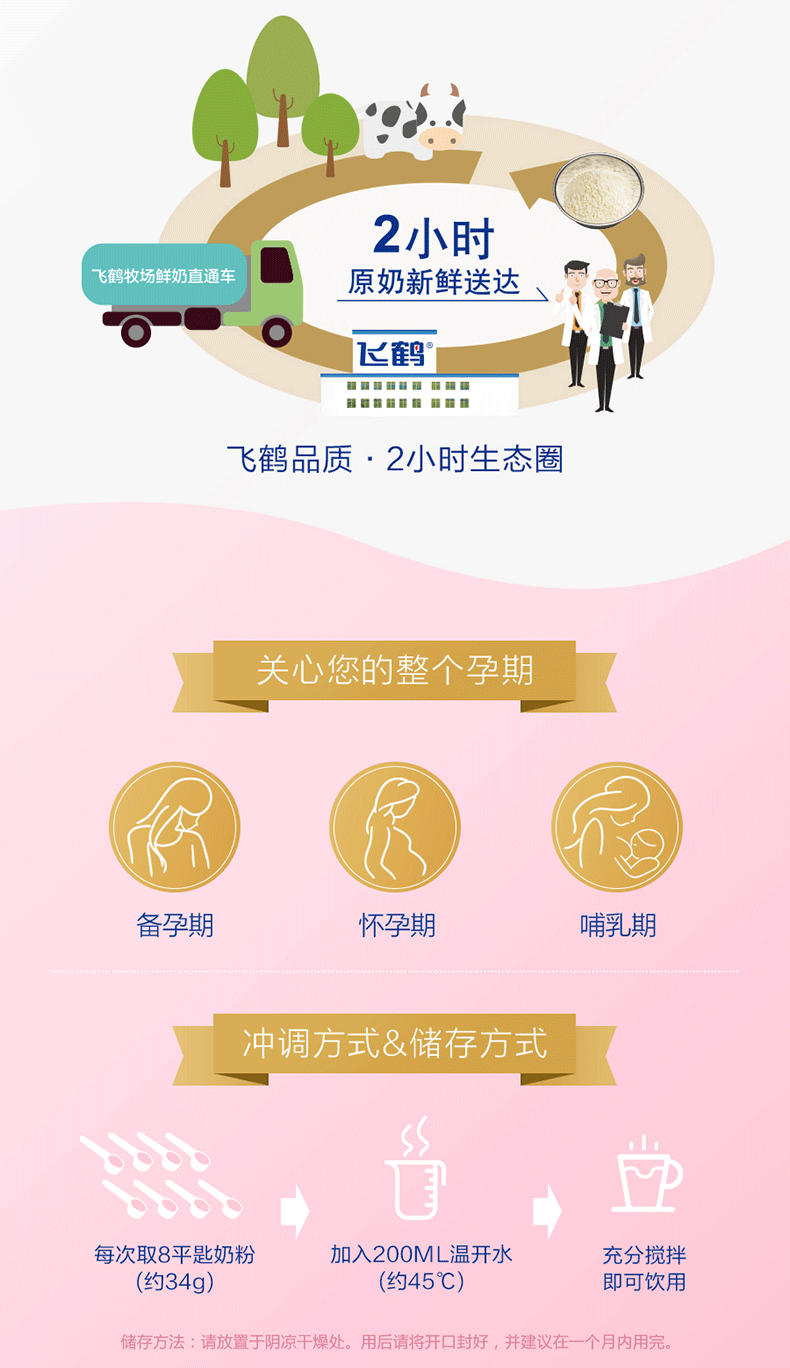 2小时
原奶新鲜送达
飞鹤牧场鲜奶直通车
飞鹤®
飞鹤品质·2小时生态圈
关心您的整个孕期
备孕期
怀孕期
哺乳期
冲调方式&储存方式
每次取8平匙奶粉
(约34g)
加入200ML温开水
(约45℃)
充分搅拌
即可饮用
储存方法：请放置于阴凉干燥处。用后请将开口封好，并建议在一个月内用完。